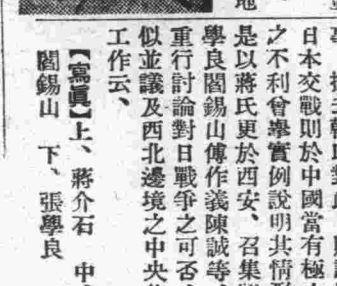 地
日本交戰則於中國當有極
之不利曾舉實例說明其情形
是以蔣氏更於西安、召集
學良閻錫山傅作義陳誠等
重行討論對日戰爭之可否
似並議及西北邊境之中央
工作云、
【寫眞】上、蔣介石 中
閻錫山 下、張學良